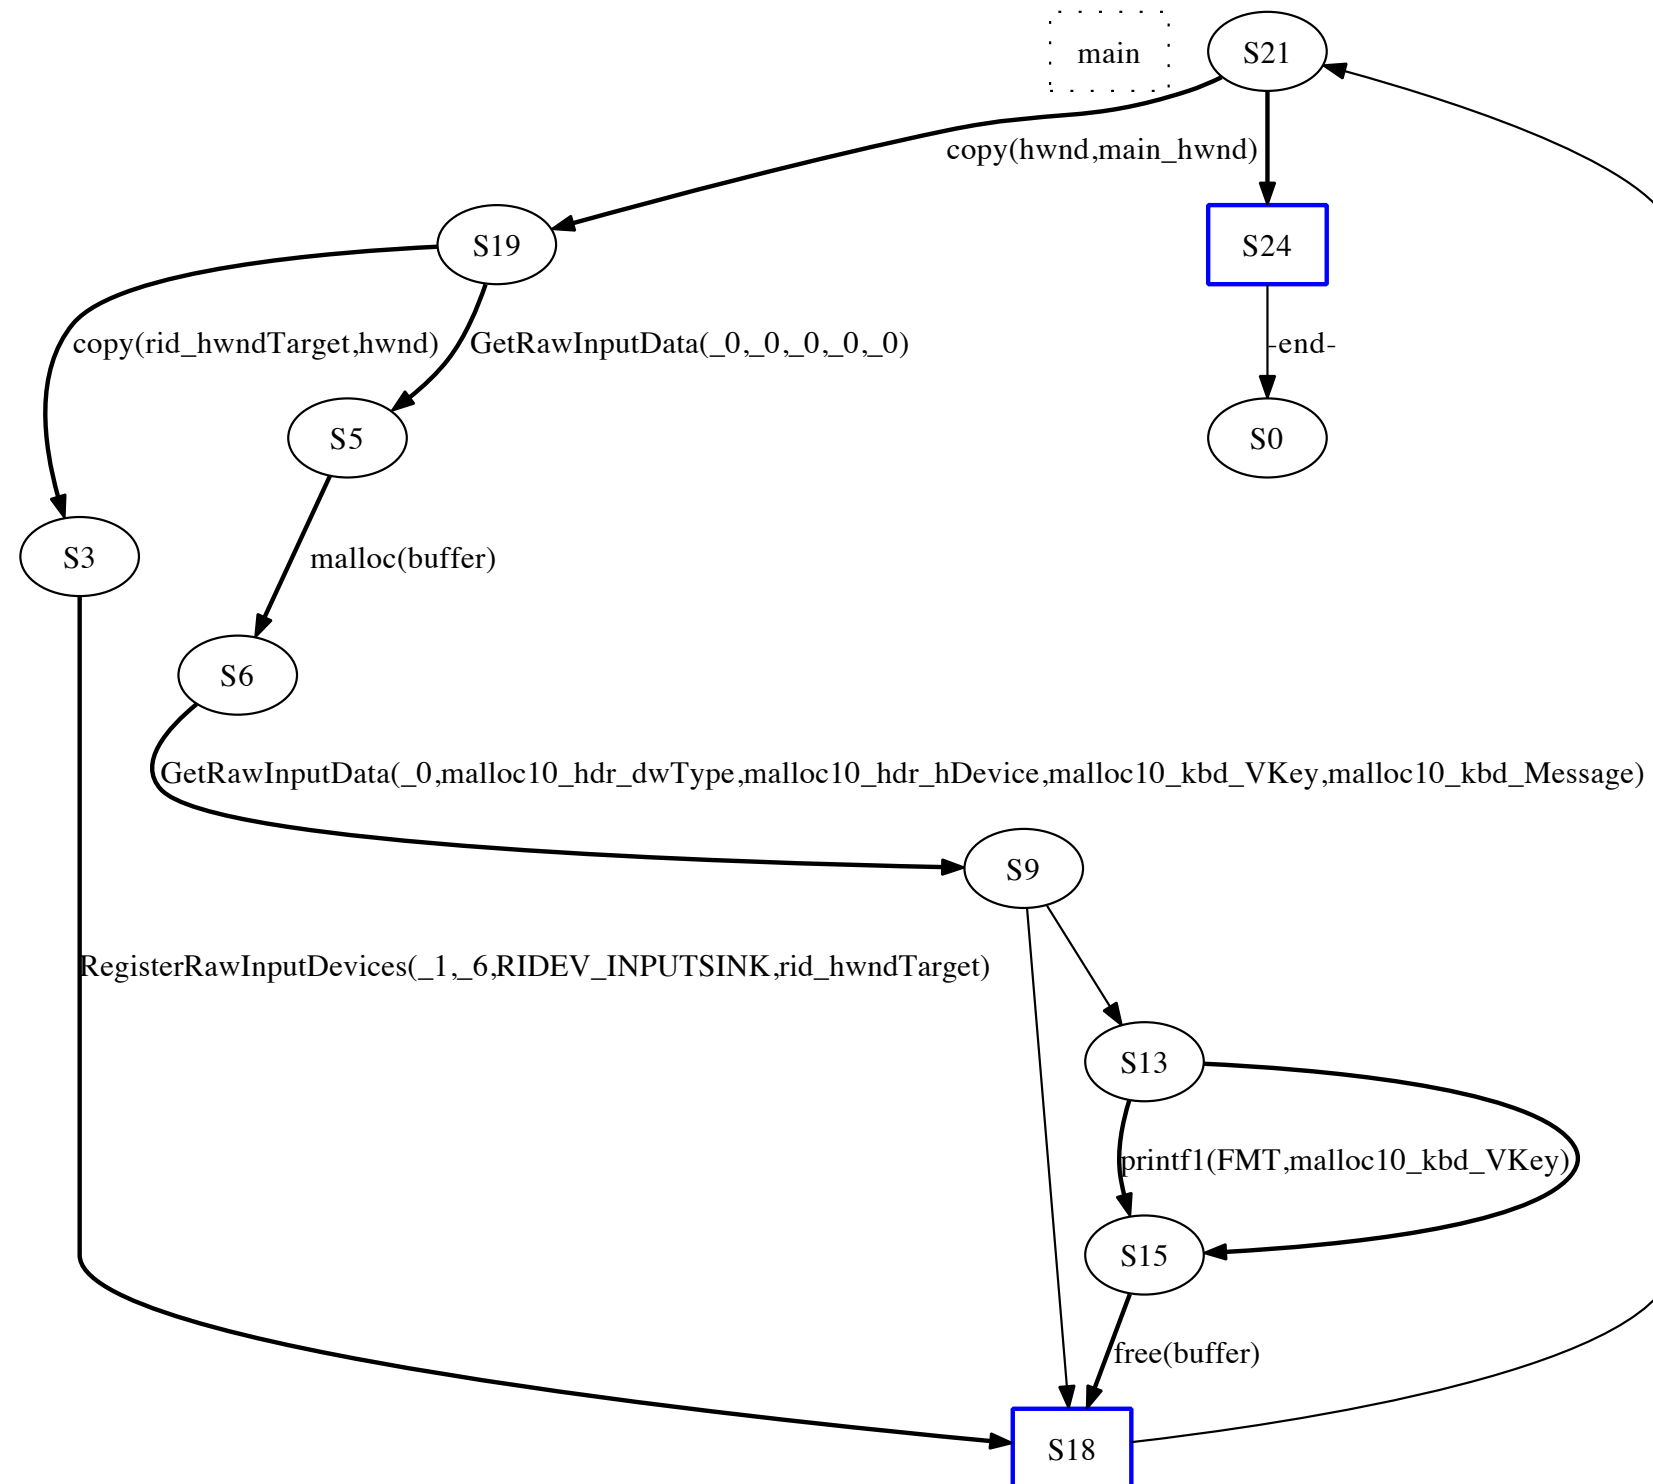 main
S21
copy(hwnd,main_hwnd)
S19
S24
copy(rid_hwndTarget,hwnd)
GetRawInputData(_0,_0,_0,_0,_0)
-end-
S5
S0
S3
malloc(buffer)
S6
GetRawInputData(_0,malloc10_hdr_dwType,malloc10_hdr_hDevice,malloc10_kbd_VKey,malloc10_kbd_Message)
S9
RegisterRawInputDevices(_1,_6,RIDEV_INPUTSINK,rid_hwndTarget)
S13
printf1(FMT,malloc10_kbd_VKey)
S15
free(buffer)
S18